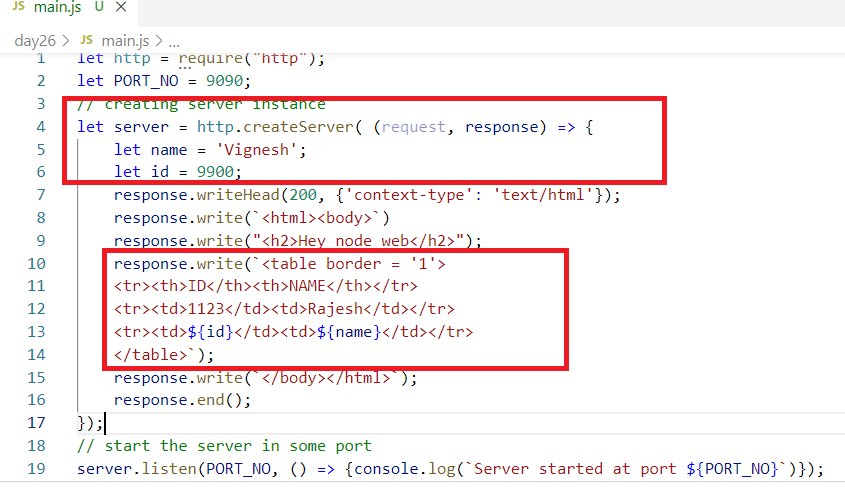 JS main.js U ×
day26 > JS main.js > ...
1 let http = require("http");
2 let PORT_NO = 9090;
3 // creating server instance
4 let server = http.createServer( (request, response) => {
5 let name = 'Vignesh';
6 let id = 9900;
7 response.writeHead(200, {'context-type': 'text/html'});
8 response.write(`<html><body>`)
9 response.write("<h2>Hey node web</h2>");
10 response.write(`<table border = '1'>
11 <tr><th>ID</th><th>NAME</th></tr>
12 <tr><td>1123</td><td>Rajesh</td></tr>
13 <tr><td>${id}</td><td>${name}</td></tr>
14 </table>`);
15 response.write(`</body></html>`);
16 response.end();
17 });
18 // start the server in some port
19 server.listen(PORT_NO, () => {console.log(`Server started at port ${PORT_NO}`)});